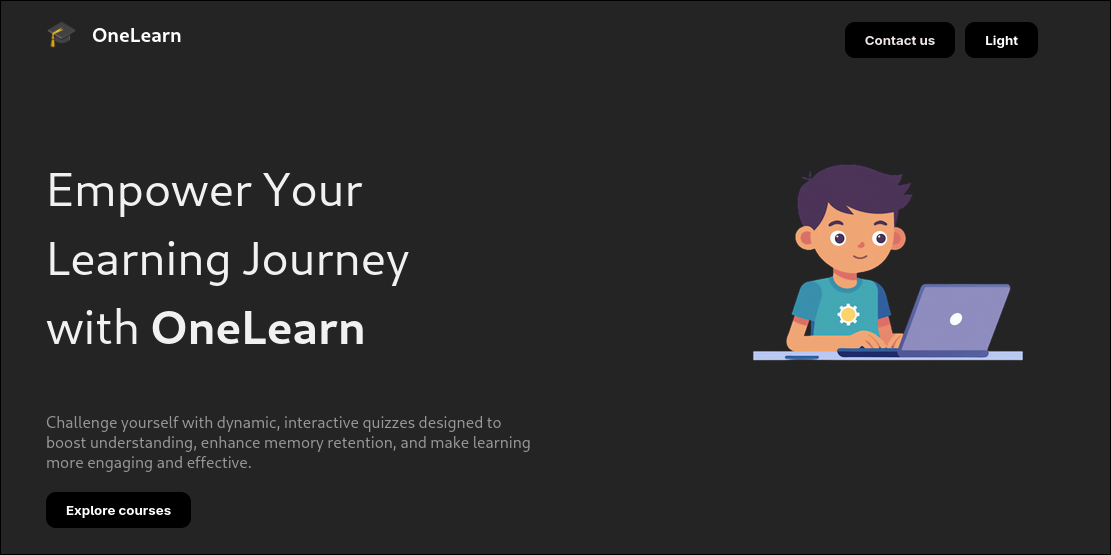 OneLearn
Contact us
Light
Empower Your
Learning Journey
with OneLearn
Challenge yourself with dynamic, interactive quizzes designed to
boost understanding, enhance memory retention, and make learning
more engaging and effective.
Explore courses